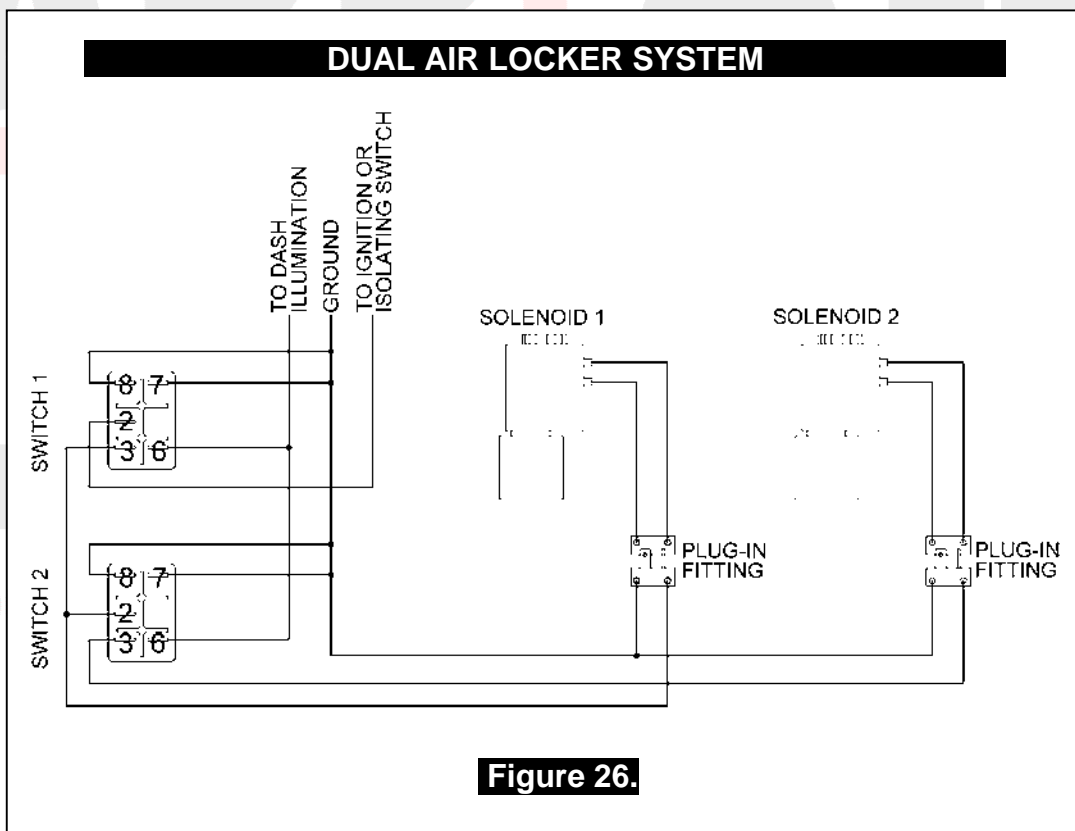 DUAL AIR LOCKER SYSTEM
TO DASH
ILLUMINATION
GROUND
TO IGNITION OR
ISOLATING SWITCH
SOLENOID 1
SOLENOID 2
SWITCH 1
8 7
2
3 6
SWITCH 2
8 7
2
3 6
PLUG-IN
FITTING
PLUG-IN
FITTING
Figure 26.